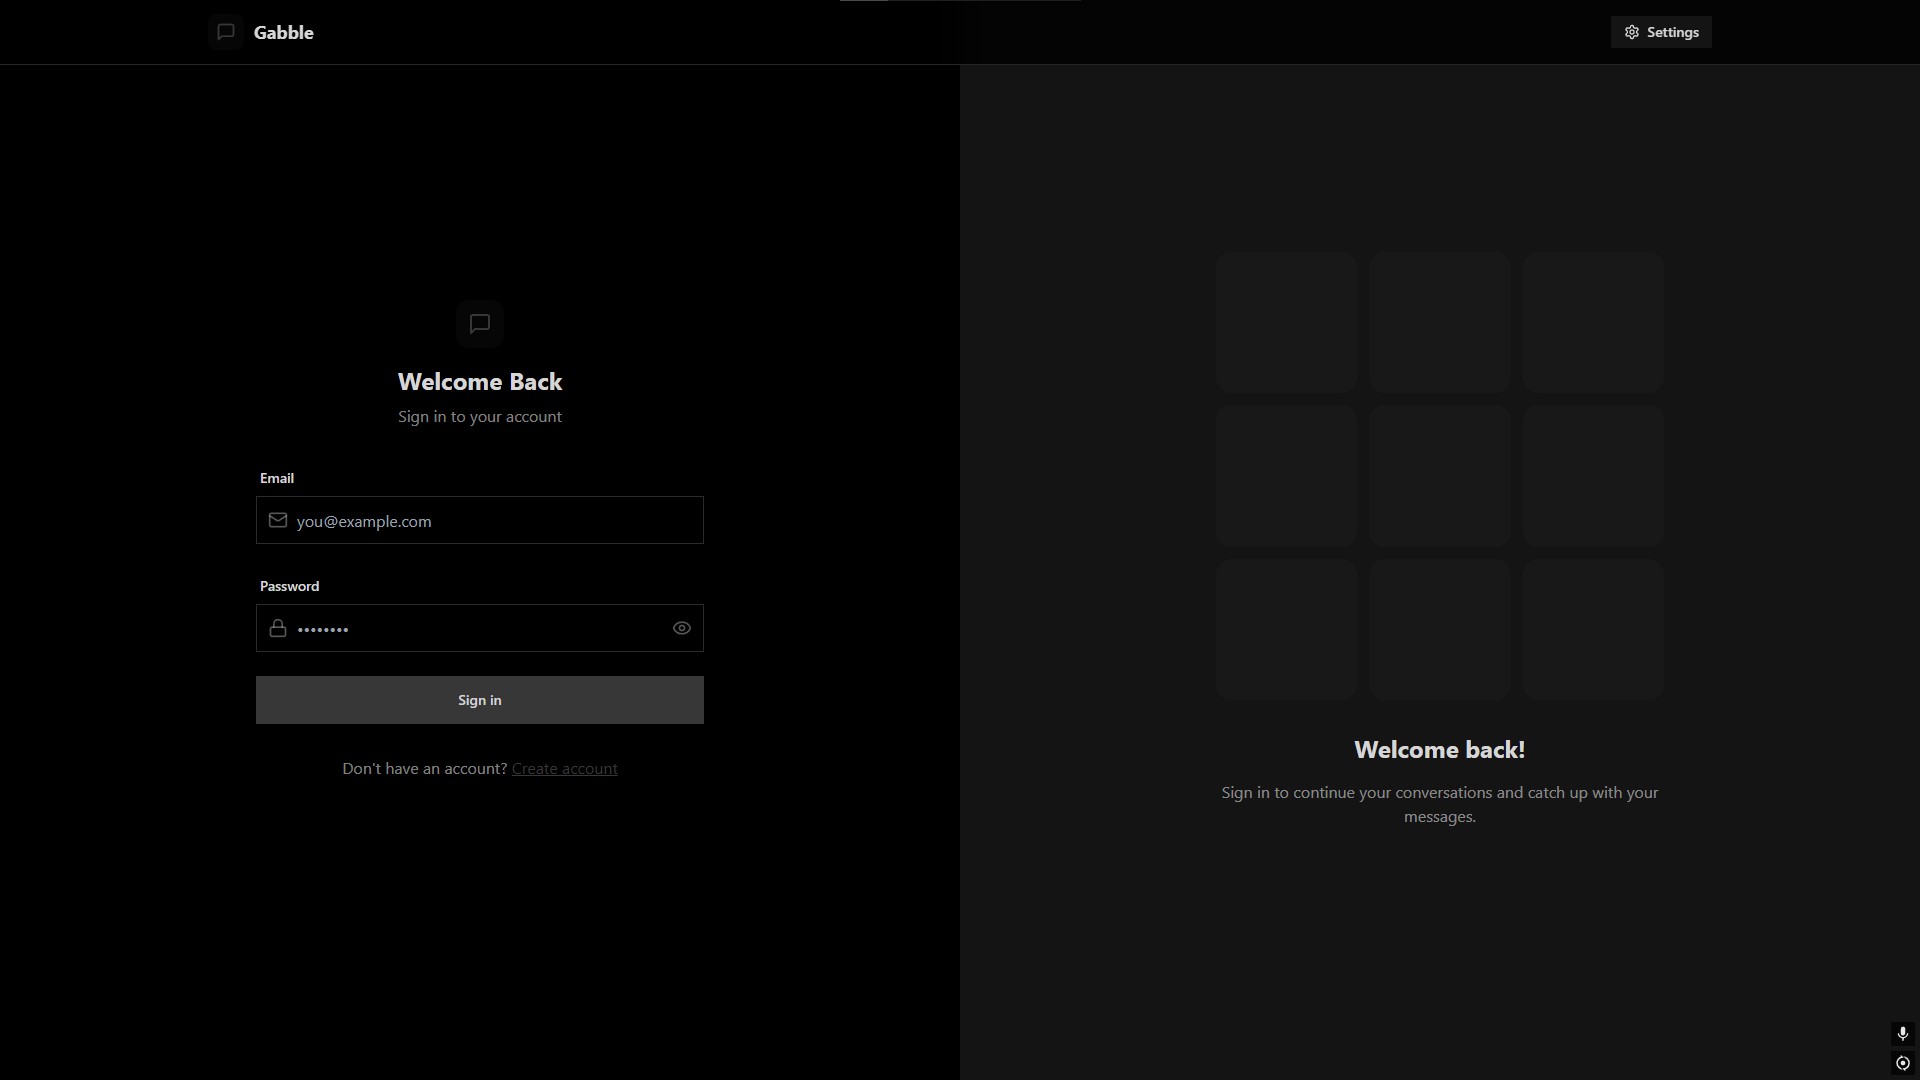 Gabble
Settings
Welcome Back
Sign in to your account
Email
you@example.com
Password
••••••••
Sign in
Don't have an account? Create account
Welcome back!
Sign in to continue your conversations and catch up with your
messages.